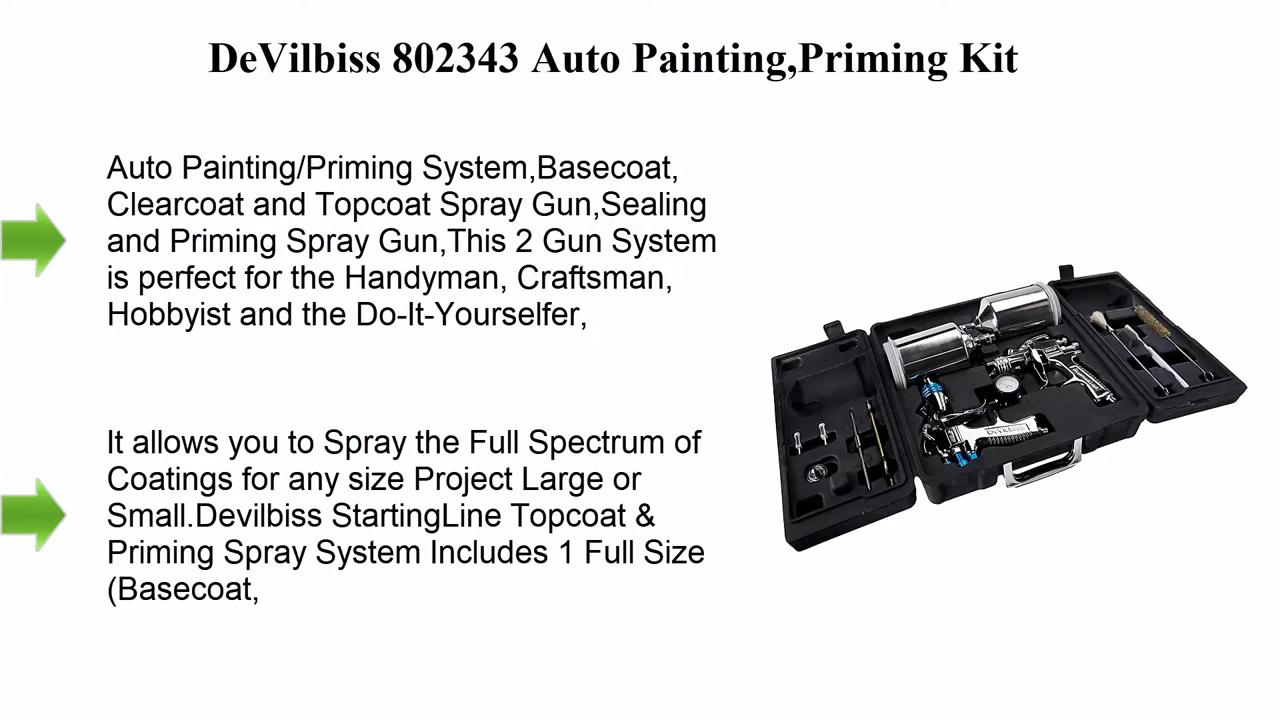 DeVilbiss 802343 Auto Painting,Priming Kit
Auto Painting/Priming System,Basecoat,
Clearcoat and Topcoat Spray Gun,Sealing
and Priming Spray Gun,This 2 Gun System
is perfect for the Handyman, Craftsman,
Hobbyist and the Do-It-Yourselfer,
It allows you to Spray the Full Spectrum of
Coatings for any size Project Large or
Small.Devilbiss StartingLine Topcoat &
Priming Spray System Includes 1 Full Size
(Basecoat,
DEVILBISS